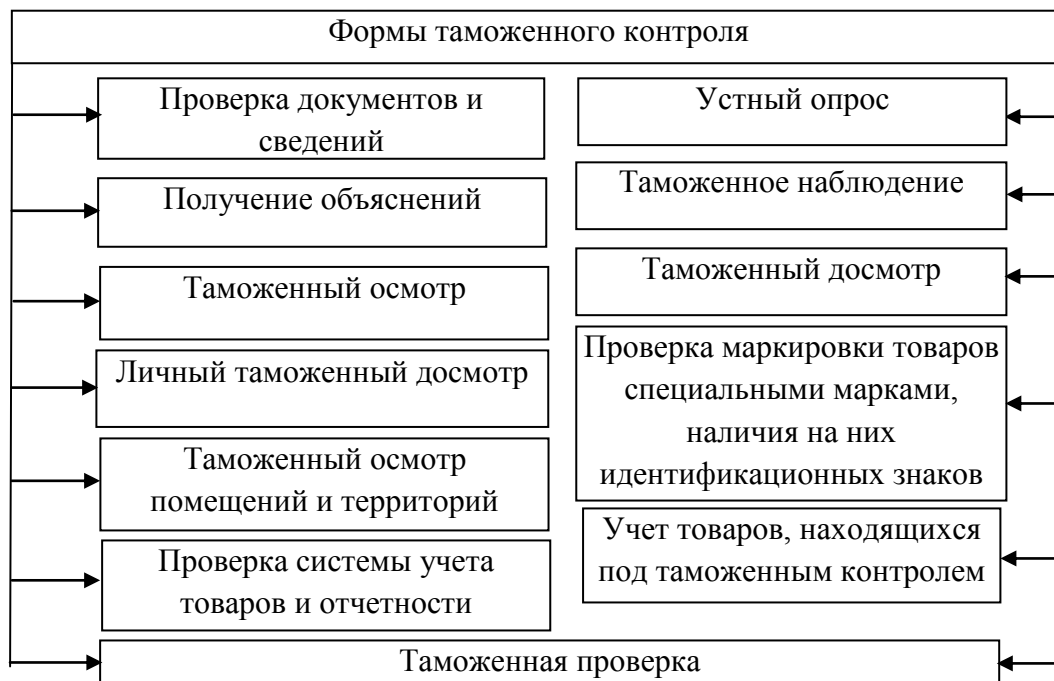 Формы таможенного контроля
Проверка документов и
сведений
Получение объяснений
Таможенный осмотр
Личный таможенный досмотр
Таможенный осмотр
помещений и территорий
Проверка системы учета
товаров и отчетности
Устный опрос
Таможенное наблюдение
Таможенный досмотр
Проверка маркировки товаров
специальными марками,
наличия на них
идентификационных знаков
Учет товаров, находящихся
под таможенным контролем
Таможенная проверка